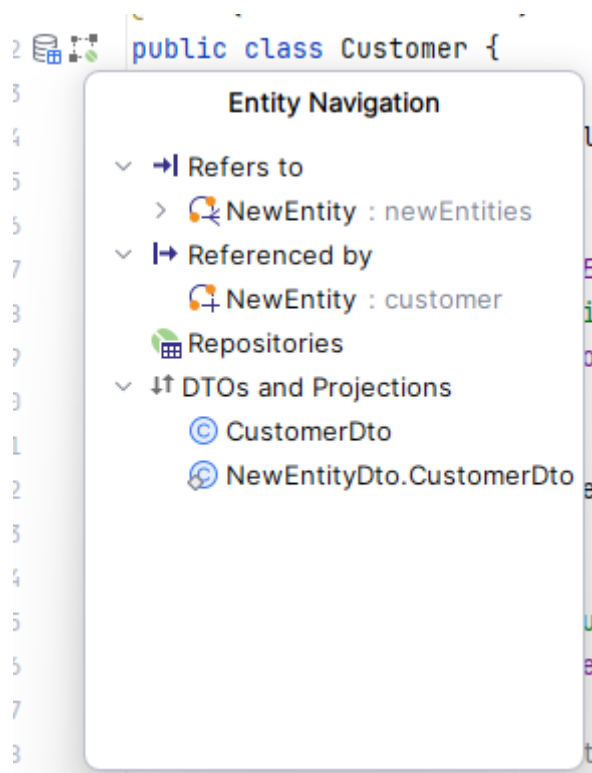 public class Customer {
Entity Navigation
Refers to
NewEntity : newEntities
Referenced by
NewEntity : customer
Repositories
DTOs and Projections
CustomerDto
NewEntityDto.CustomerDto